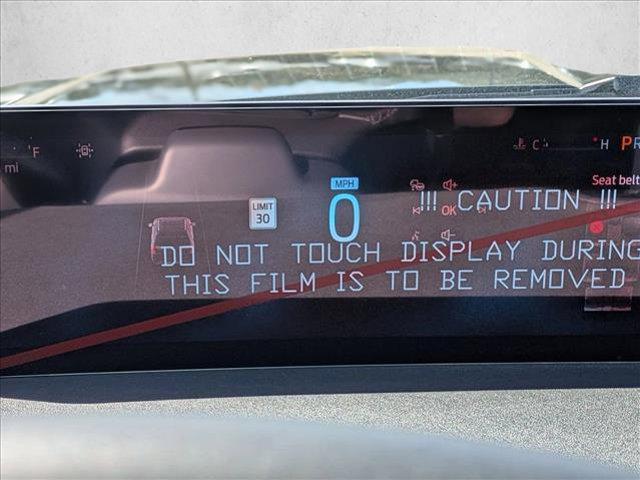 F
mi
MPH
0
LIMIT
30
C
H
PR
Seat belt
OK
!!! CAUTION !!!
DO NOT TOUCH DISPLAY DURING
THIS FILM IS TO BE REMOVED